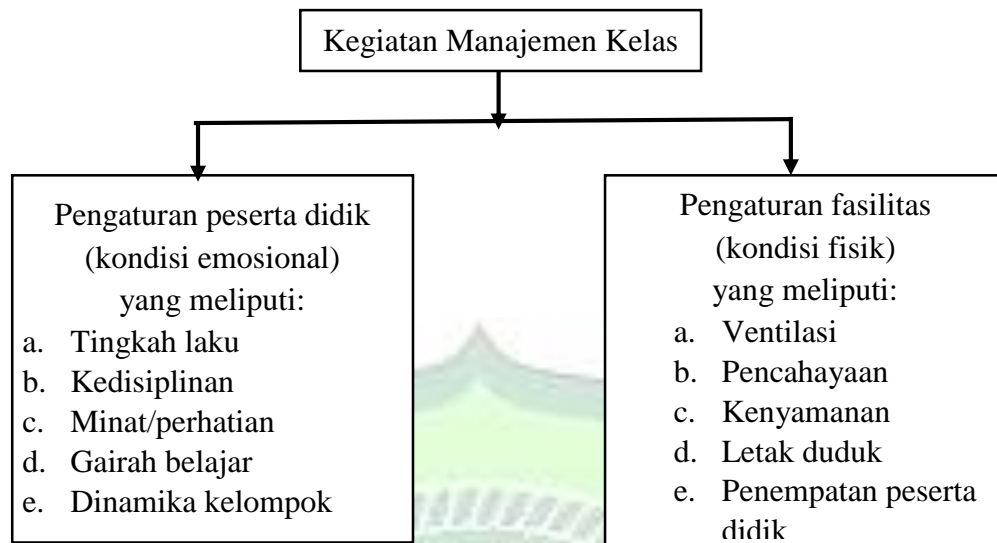 Kegiatan Manajemen Kelas
Pengaturan peserta didik
(kondisi emosional)
yang meliputi:
a. Tingkah laku
b. Kedisiplinan
c. Minat/perhatian
d. Gairah belajar
e. Dinamika kelompok
Pengaturan fasilitas
(kondisi fisik)
yang meliputi:
a. Ventilasi
b. Pencahayaan
c. Kenyamanan
d. Letak duduk
e. Penempatan peserta
didik